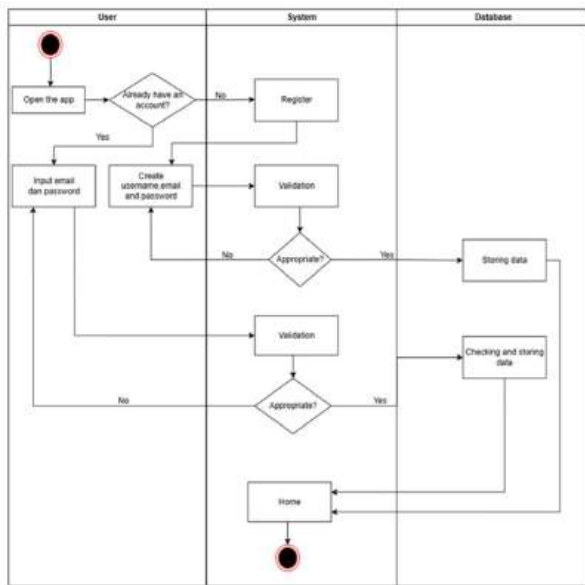 User
System
Database
Open the app
Already have an
account?
No
Register
Yes
Input email
dan password
Create
username,email
and password
Validation
No
Appropriate?
Yes
Storing data
Validation
Checking and storing
data
No
Appropriate?
Yes
Home